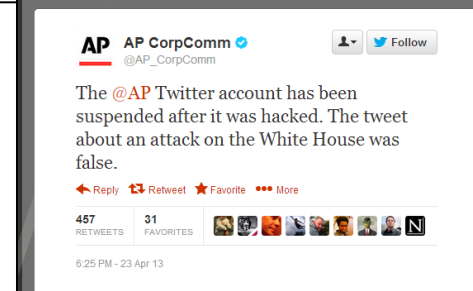 AP AP CorpComm
@AP_CorpComm
Follow
The @AP Twitter account has been
suspended after it was hacked. The tweet
about an attack on the White House was
false.
Reply Retweet Favorite More
457 31
RETWEETS FAVORITES
N
6:25 PM - 23 Apr 13